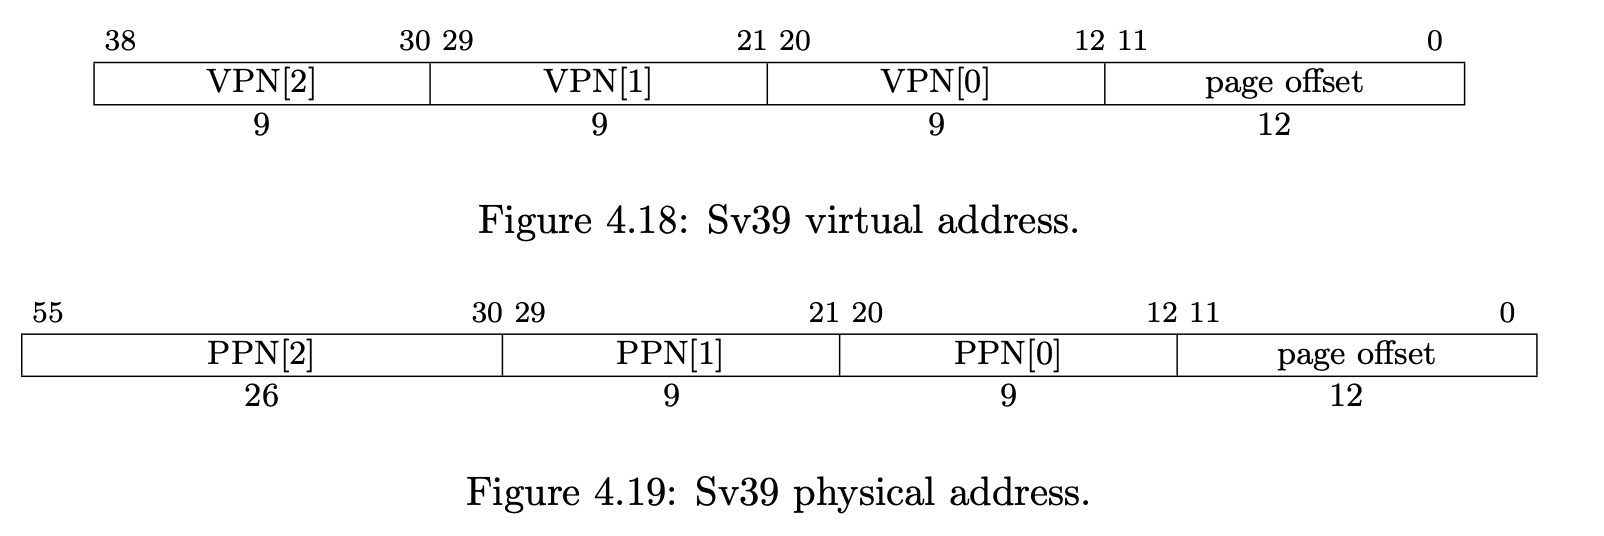 38 30 29 21 20 12 11 0
VPN[2] VPN[1] VPN[0] page offset
9 9 9 12
Figure 4.18: Sv39 virtual address.
55 30 29 21 20 12 11 0
PPN[2] PPN[1] PPN[0] page offset
26 9 9 12
Figure 4.19: Sv39 physical address.